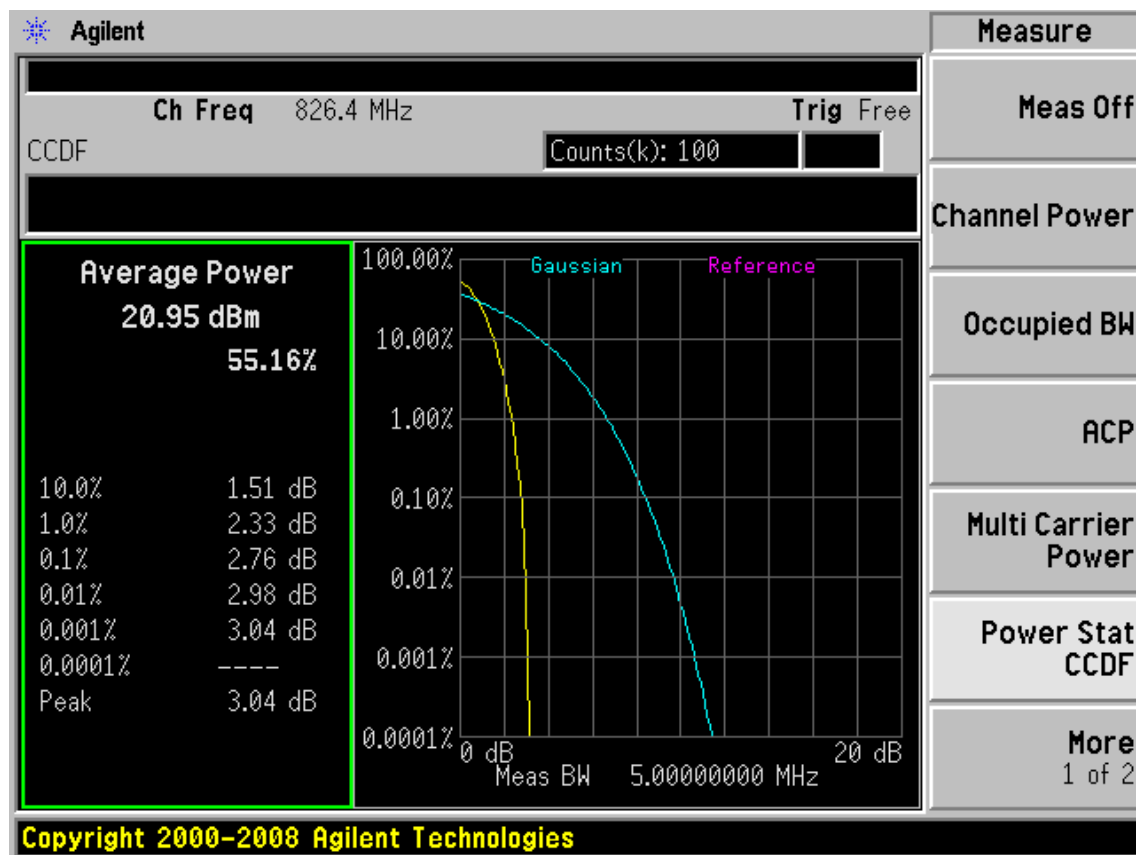 Agilent
Ch Freq 826.4 MHz Trig Free
CCDF Counts(k): 100
Average Power
20.95 dBm
55.16%
10.0% 1.51 dB
1.0% 2.33 dB
0.1% 2.76 dB
0.01% 2.98 dB
0.001% 3.04 dB
0.0001% ----
Peak 3.04 dB
Gaussian Reference
100.00%
10.00%
1.00%
0.10%
0.01%
0.001%
0.0001%
0 dB 20 dB
Meas BW 5.00000000 MHz
Measure
Meas Off
Channel Power
Occupied BW
ACP
Multi Carrier
Power
Power Stat
CCDF
More
1 of 2
Copyright 2000-2008 Agilent Technologies